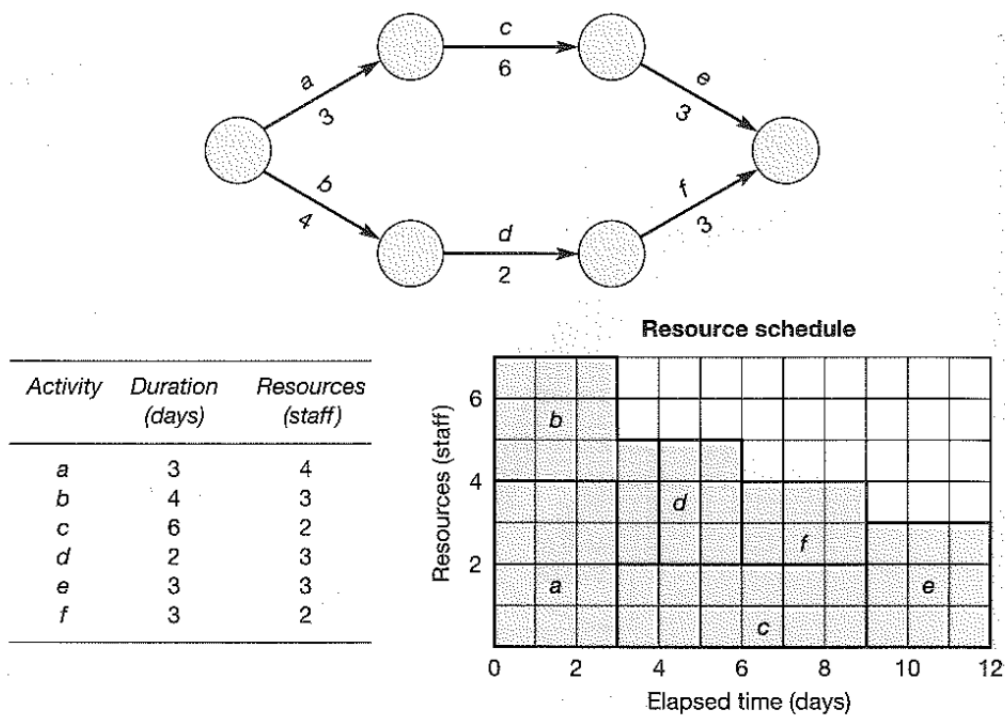 c
6
a
3
e
3
b
4
f
3
d
2
Resource schedule
Activity Duration Resources
(days) (staff)
a 3 4
b 4 3
c 6 2
d 2 3
e 3 3
f 3 2
Resources (staff)
6
4
2
b
d
f
a
e
c
0 2 4 6 8 10 12
Elapsed time (days)